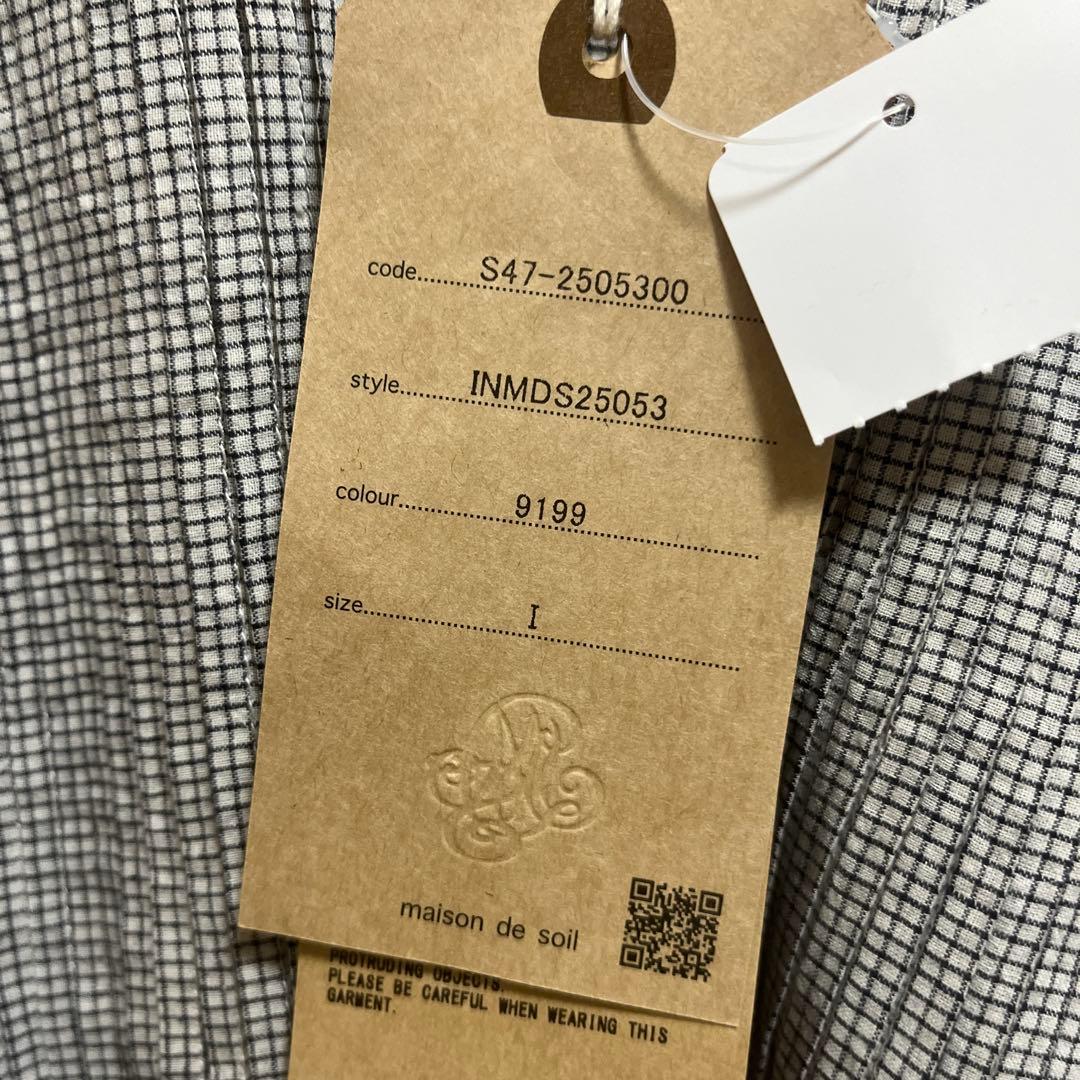 code........ S47-2505300
style........ INMDS25053
colour........ 9199
size........ I
maison de soil
PROTRUDING OBJECTS.
PLEASE BE CAREFUL WHEN WEARING THIS
GARMENT.